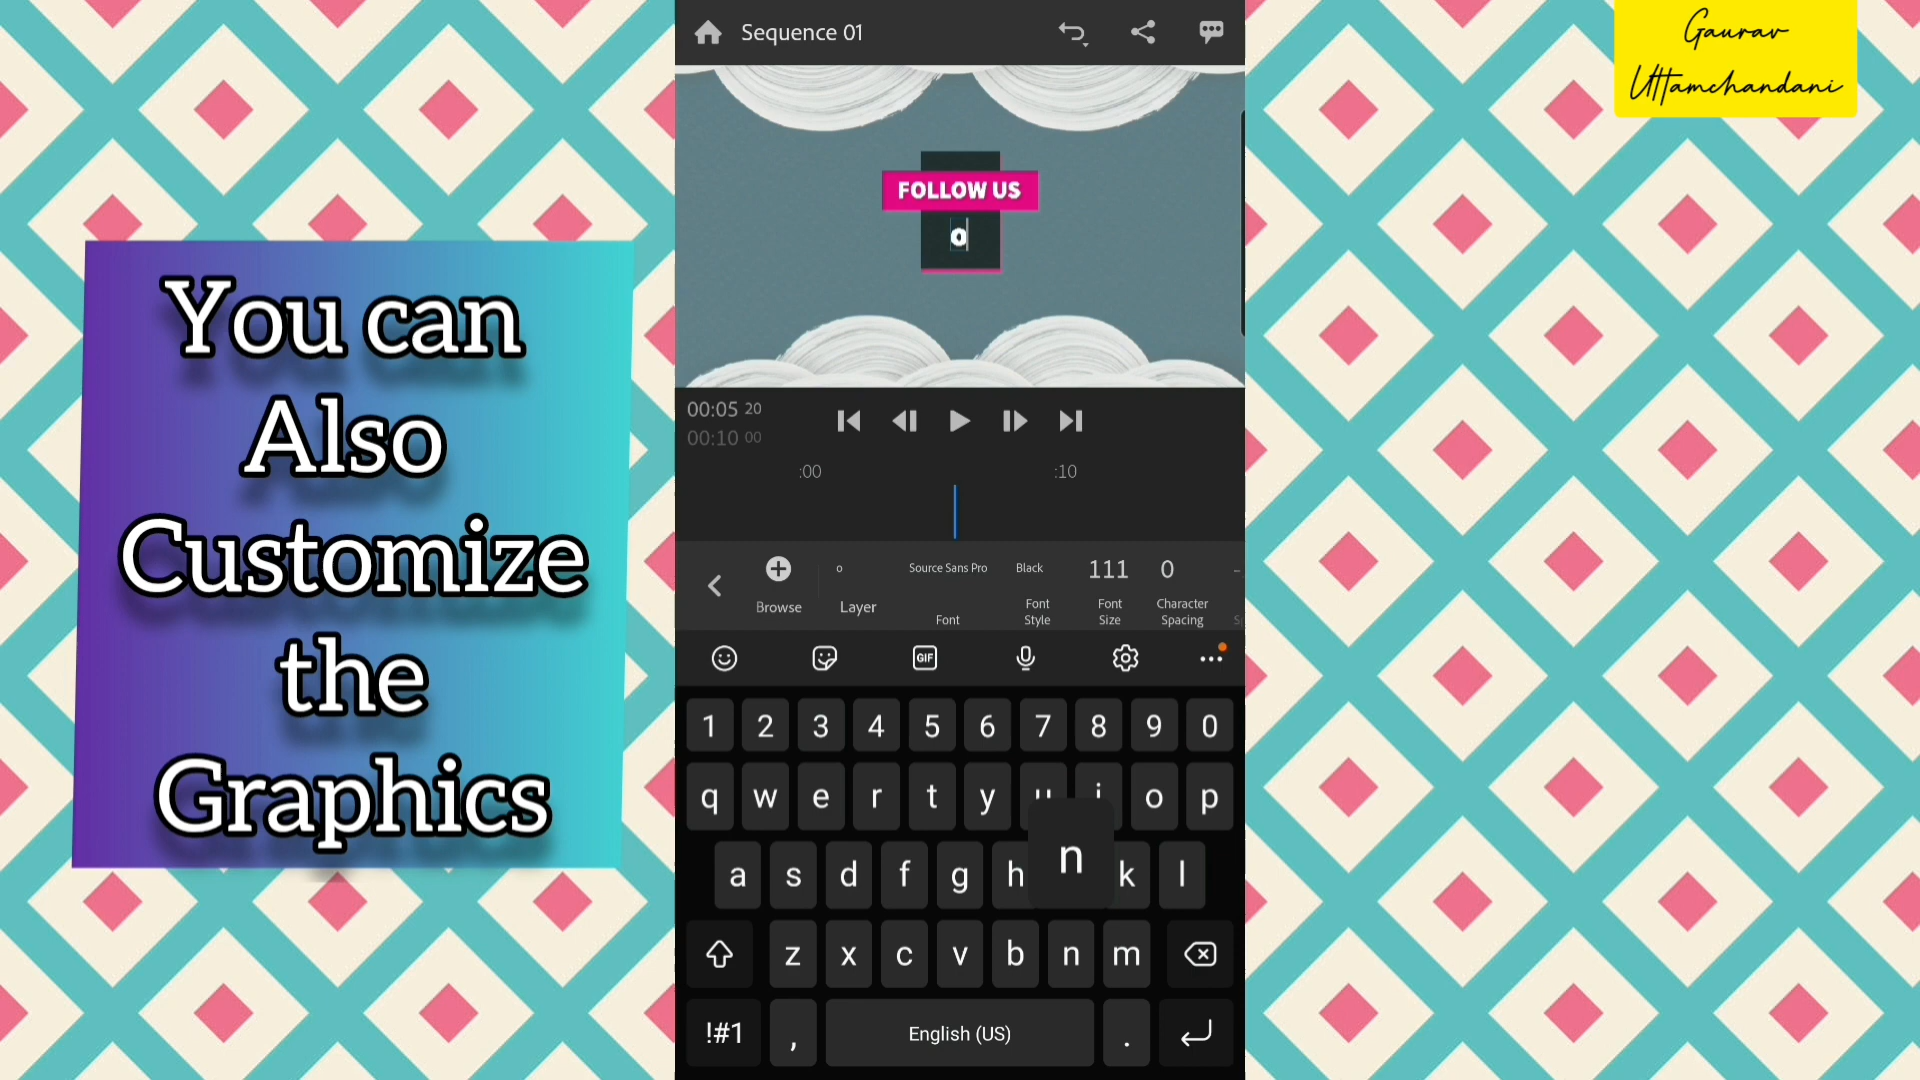 Gaurav
Uttamchandani
You can
Also
Customize
the
Graphics
Sequence 01
FOLLOW US
o
00:05 20
00:10 00
:00
:10
Browse
o
Layer
Source Sans Pro
Font
Black
Font
Style
111
Font
Size
0
Character
Spacing
GIF
1 2 3 4 5 6 7 8 9 0
q w e r t y u i o p
a s d f g h n k l
z x c v b n m
!#1 , English (US) .